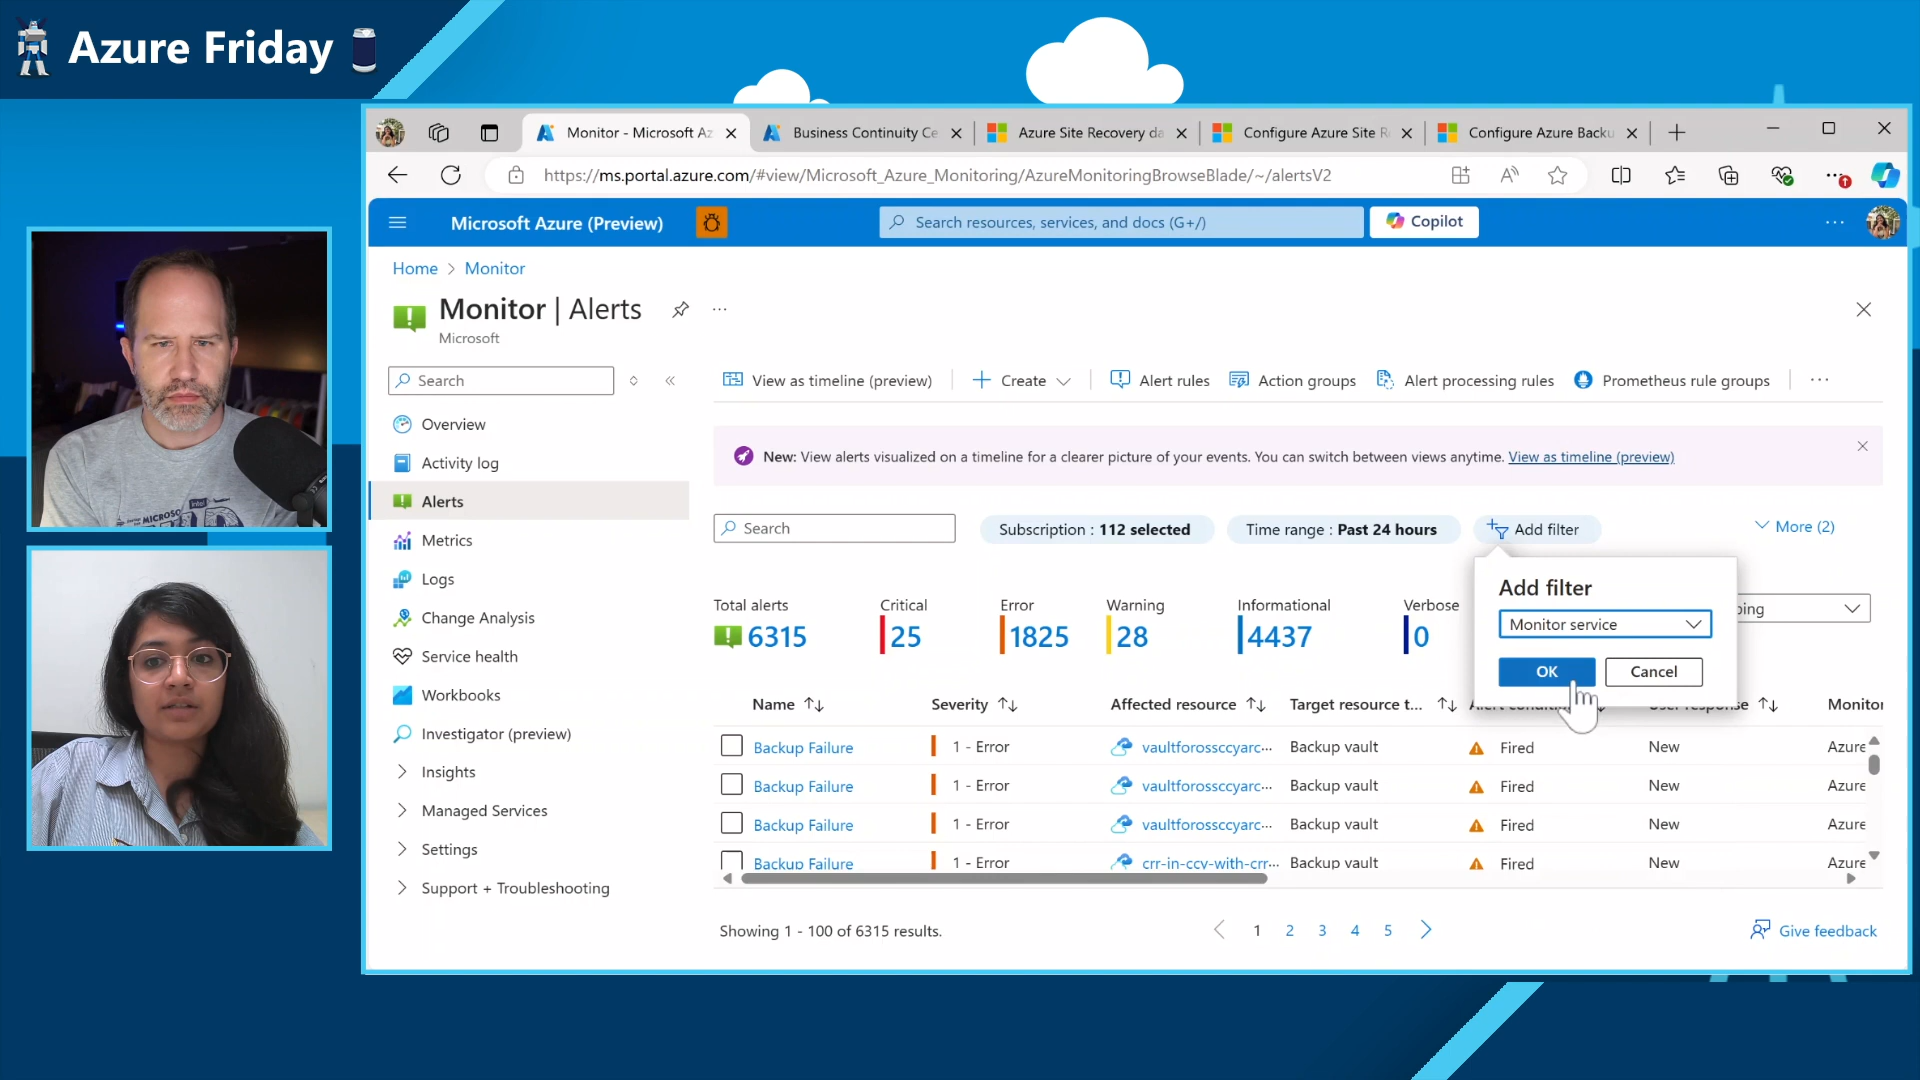 Azure Friday
Monitor - Microsoft Az
Business Continuity Ce
Azure Site Recovery da
Configure Azure Site R
Configure Azure Backu
https://ms.portal.azure.com/#view/Microsoft_Azure_Monitoring/AzureMonitoringBrowseBlade/~/alertsV2
Microsoft Azure (Preview)
Search resources, services, and docs (G+/)
Copilot
Home > Monitor
Monitor | Alerts
Microsoft
Search
Overview
Activity log
Alerts
Metrics
Logs
Change Analysis
Service health
Workbooks
Investigator (preview)
Insights
Managed Services
Settings
Support + Troubleshooting
View as timeline (preview)
Create
Alert rules
Action groups
Alert processing rules
Prometheus rule groups
New: View alerts visualized on a timeline for a clearer picture of your events. You can switch between views anytime. View as timeline (preview)
Search
Subscription : 112 selected
Time range : Past 24 hours
Add filter
More (2)
Add filter
Monitor service
OK
Cancel
Total alerts Critical Error Warning Informational Verbose
6315 25 1825 28 4437 0
Name Severity Affected resource Target resource t... Monitor
Backup Failure 1 - Error vaultforossccyarc... Backup vault Fired New Azure
Backup Failure 1 - Error vaultforossccyarc... Backup vault Fired New Azure
Backup Failure 1 - Error vaultforossccyarc... Backup vault Fired New Azure
Backup Failure 1 - Error crr-in-ccy-with-crr... Backup vault Fired New Azure
Showing 1 - 100 of 6315 results.
1 2 3 4 5
Give feedback